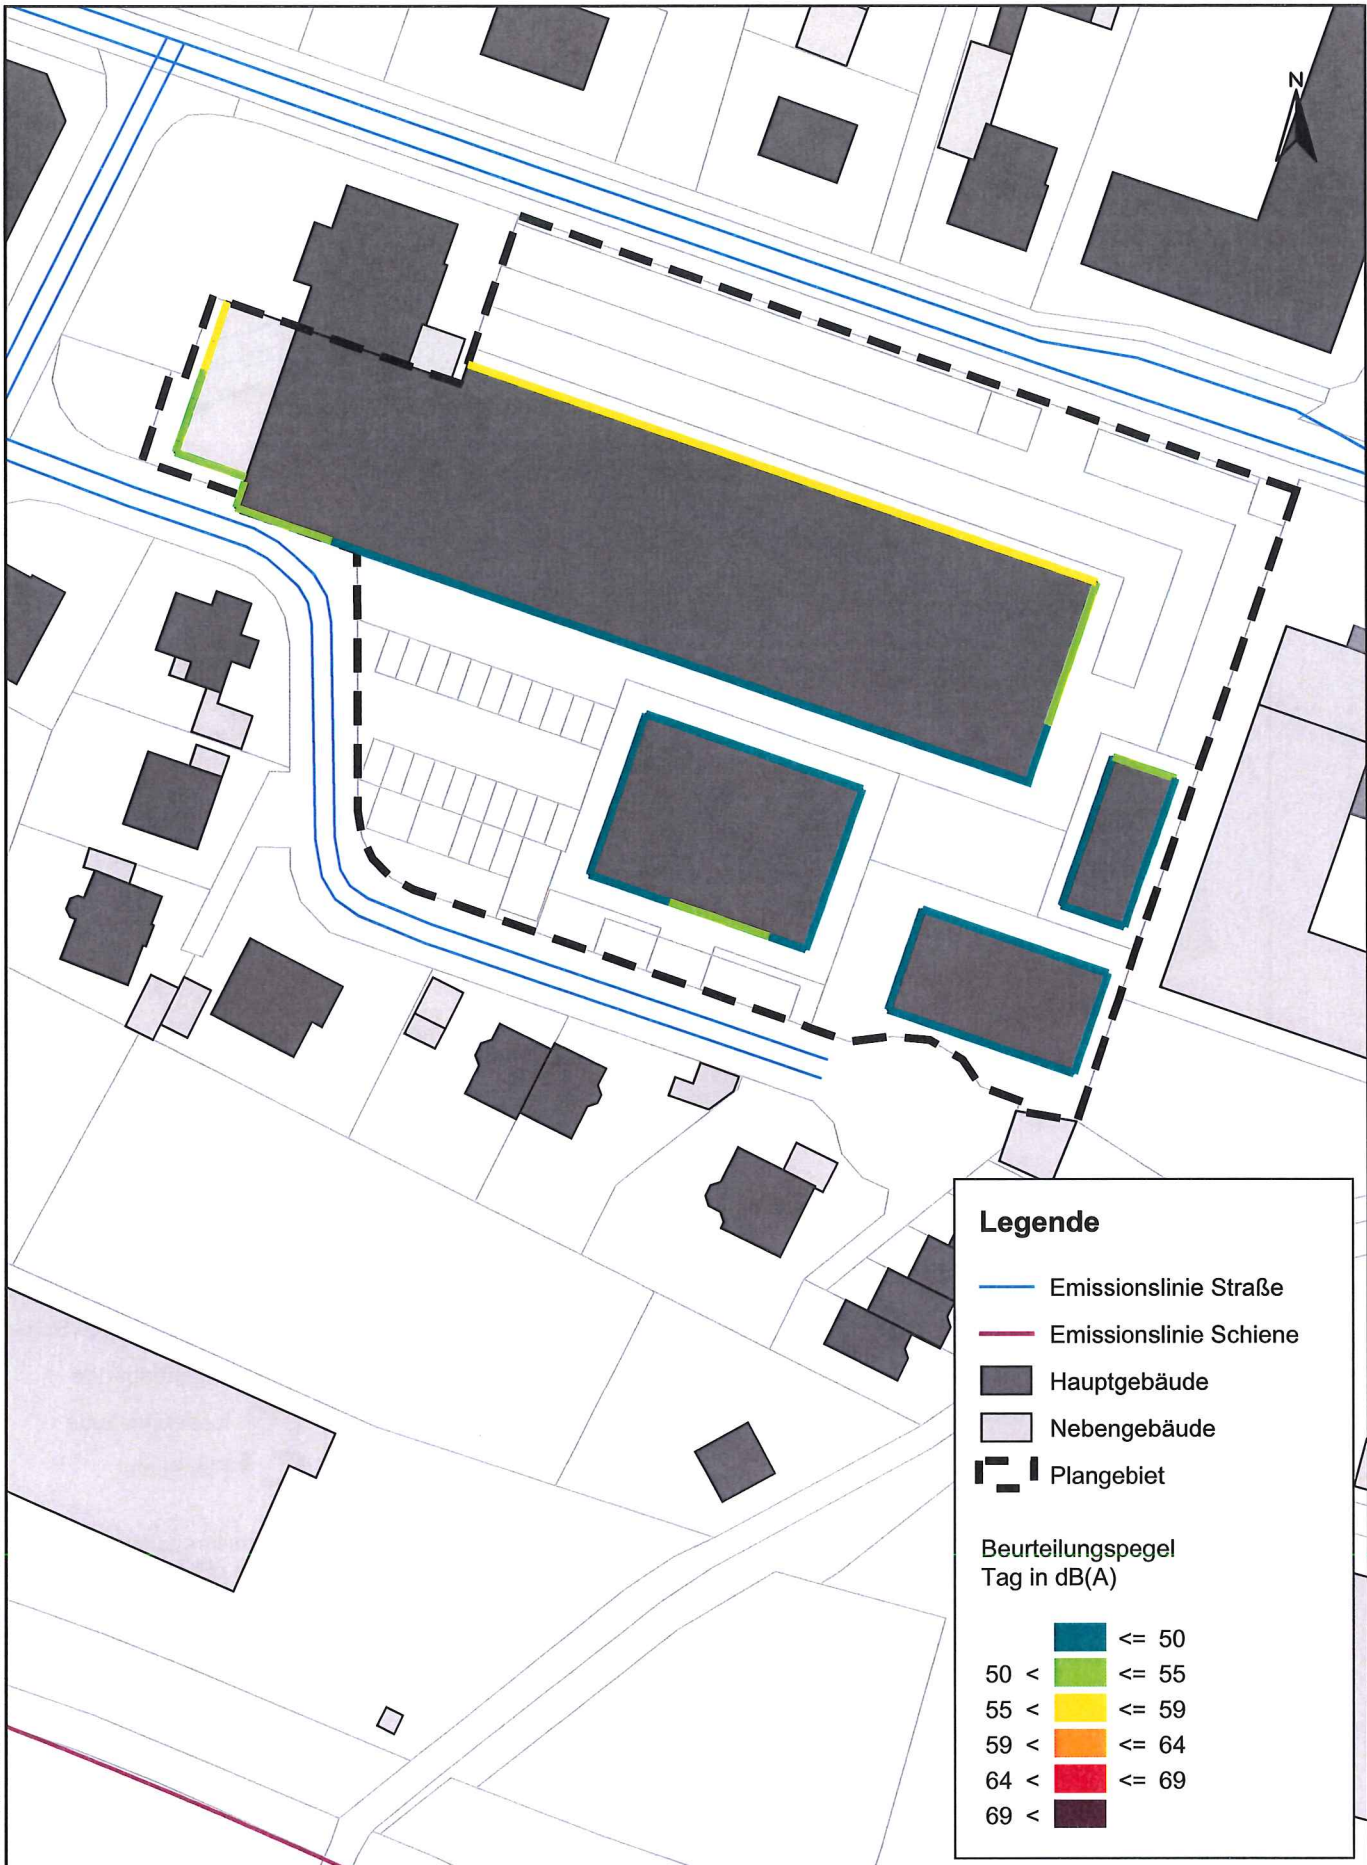 N
Legende
Emissionslinie Straße
Emissionslinie Schiene
Hauptgebäude
Nebengebäude
Plangebiet
Beurteilungspegel
Tag in dB(A)
<= 50
50 < <= 55
55 < <= 59
59 < <= 64
64 < <= 69
69 <